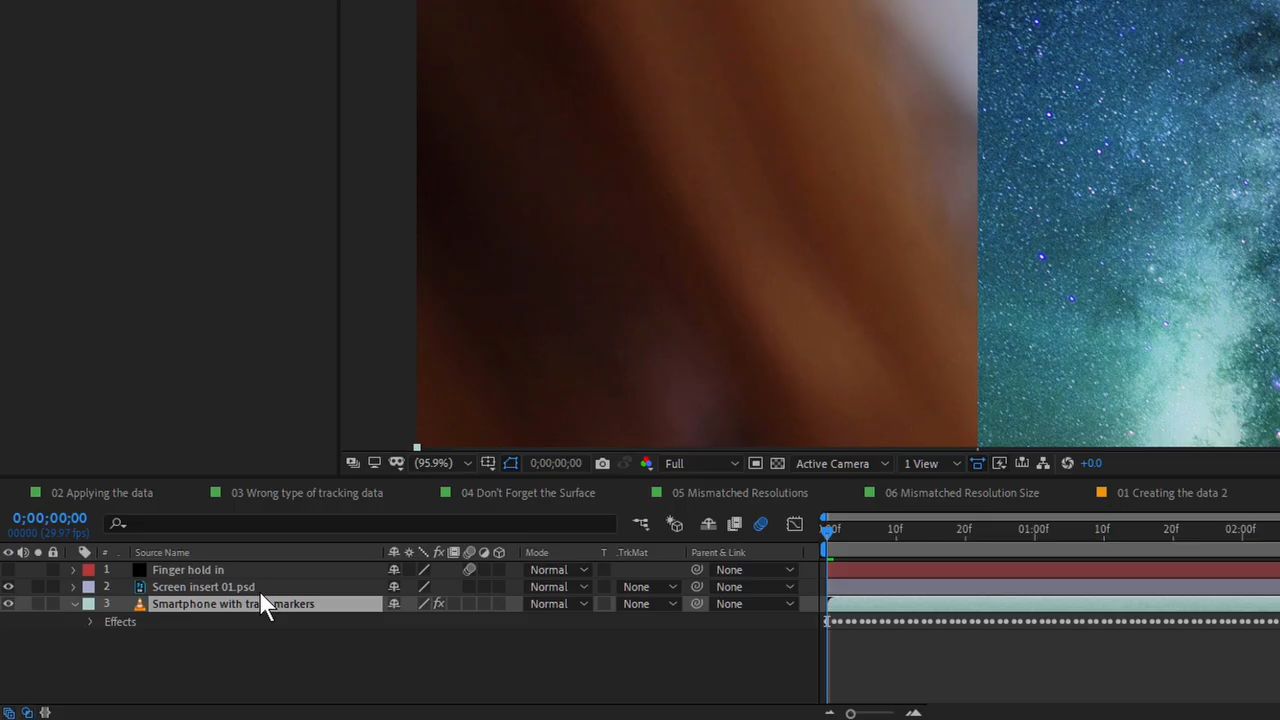 (95.9%) 0;00;00;00 Full Active Camera 1 View +0.0
02 Applying the data 03 Wrong type of tracking data 04 Don't Forget the Surface 05 Mismatched Resolutions 06 Mismatched Resolution Size 01 Creating the data 2
0;00;00;00
00000 (29.97 fps)
10f 20f 01:00f 10f 20f 02:00f
# Source Name Mode T .TrkMat Parent & Link
1 Finger hold in Normal None
2 Screen insert 01.psd Normal None None
3 Smartphone with markers Normal None None
Effects